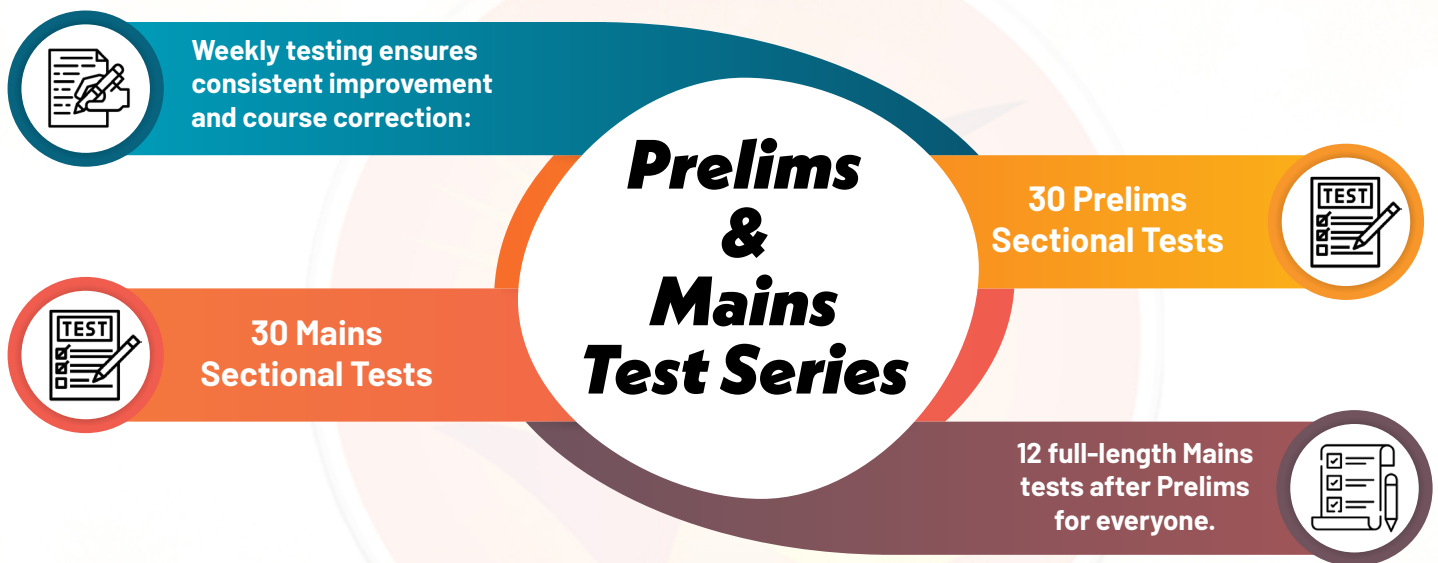 Weekly testing ensures
consistent improvement
and course correction:
Prelims
&
Mains
Test Series
30 Prelims
Sectional Tests
TEST
TEST
30 Mains
Sectional Tests
12 full-length Mains
tests after Prelims
for everyone.